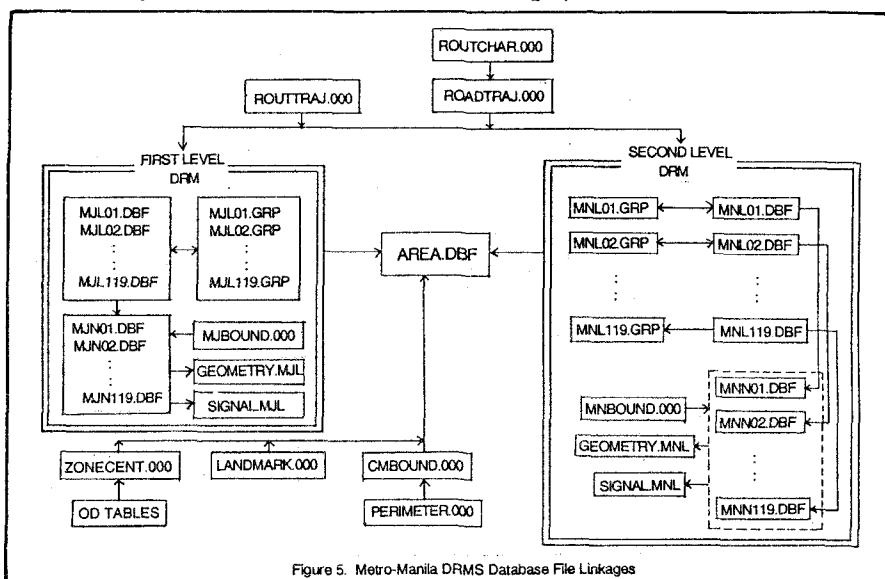 ROUTCHAR.000
ROUTTRAJ.000
ROADTRAJ.000
FIRST LEVEL
DRM
SECOND LEVEL
DRM
MJL01.DBF
MJL02.DBF
MJL119.DBF
MJL01.GRP
MJL02.GRP
MJL119.GRP
AREA.DBF
MNL01.GRP
MNL01.DBF
MNL02.GRP
MNL02.DBF
MNL119.GRP
MNL119.DBF
MJN01.DBF
MJN02.DBF
MJN119.DBF
MJBOUND.000
GEOMETRY.MJL
SIGNAL.MJL
MNN01.DBF
MNBOUND.000
MNN02.DBF
GEOMETRY.MNL
SIGNAL.MNL
MNN119.DBF
ZONECENT.000
LANDMARK.000
CMBOUND.000
OD TABLES
PERIMETER.000
Figure 5. Metro-Manila DRMS Database File Linkages